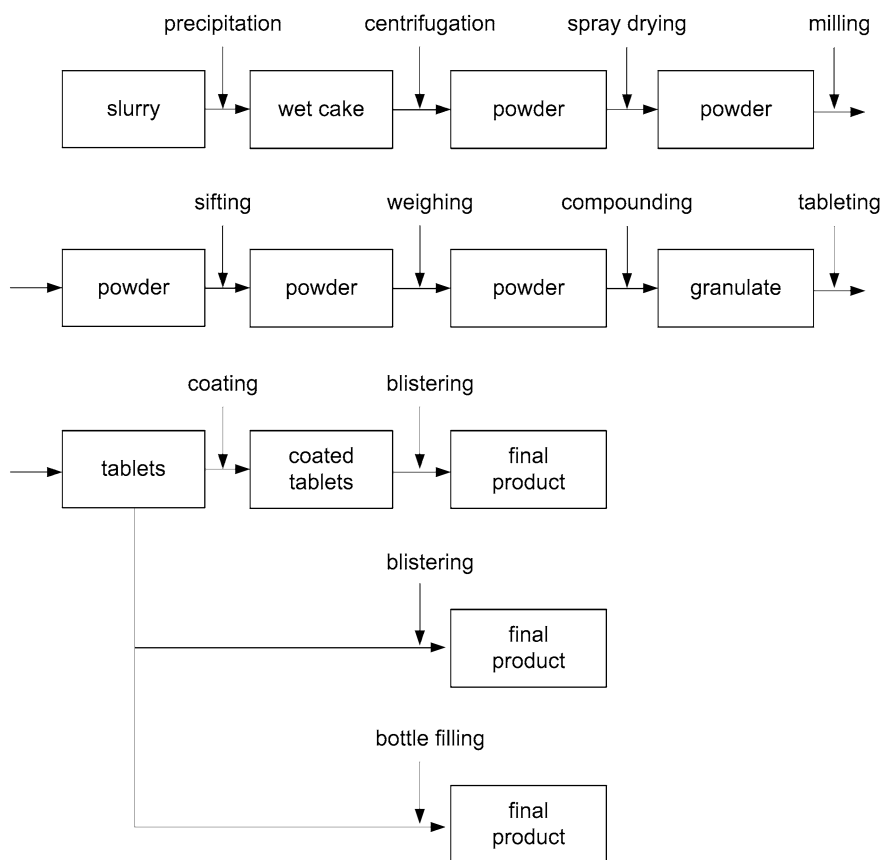 precipitation centrifugation spray drying milling
slurry wet cake powder powder
sifting weighing compounding tableting
powder powder powder granulate
coating blistering
tablets coated tablets final product
blistering
final
product
bottle filling
final
product